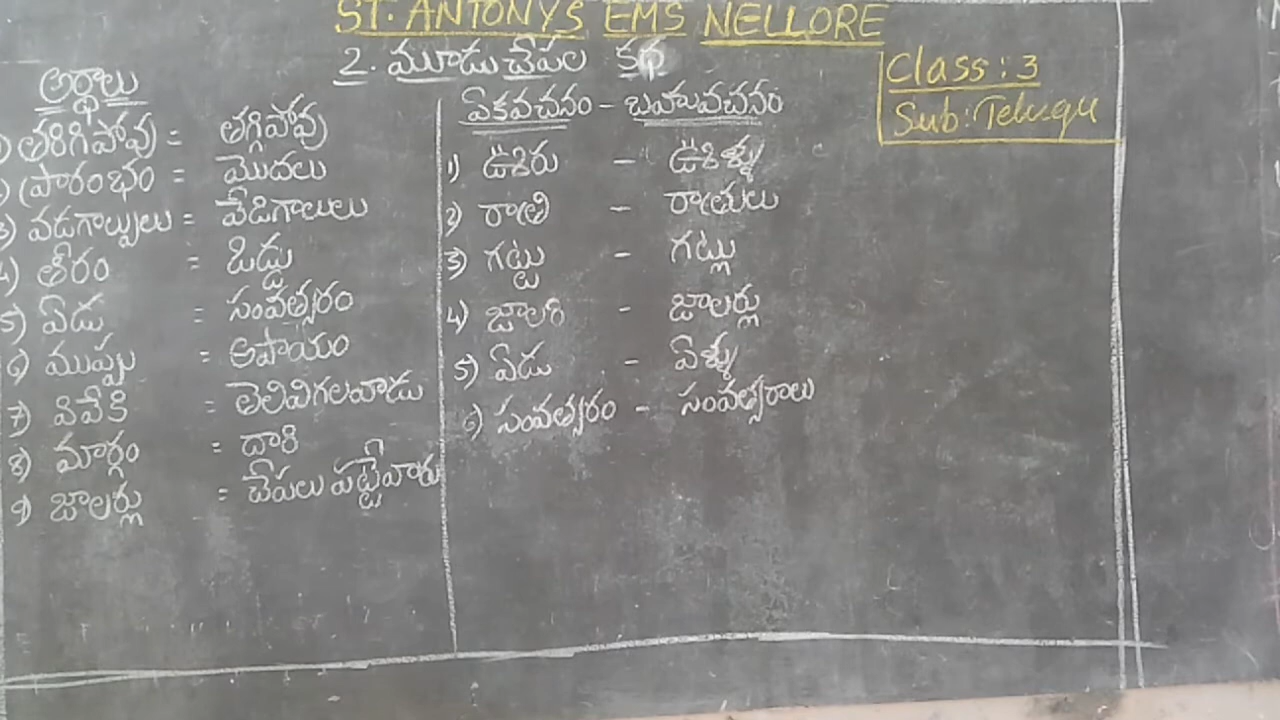 ST. ANTONYS EMS NELLORE
2. మూడు చేపల కథ
Class : 3
Sub: Telugu
అర్థాలు
) తరిగిపోవు = తగ్గిపోవు
) ప్రారంభం = మొదలు
3) వడగాల్పులు = వేడిగాలులు
4) తీరం = ఒడ్డు
5) ఏడు = సంవత్సరం
6) ముప్పు = అపాయం
7) వివేకి = తెలివిగలవాడు
8) మార్గం = దారి
9) జాలర్లు = చేపలు పట్టేవారు
ఏకవచనం - బహువచనం
1) ఊరు - ఊళ్ళు
2) రాత్రి - రాత్రులు
3) గట్టు - గట్లు
4) జాలరి - జాలర్లు
5) ఏడు - ఏళ్ళు
6) సంవత్సరం - సంవత్సరాలు